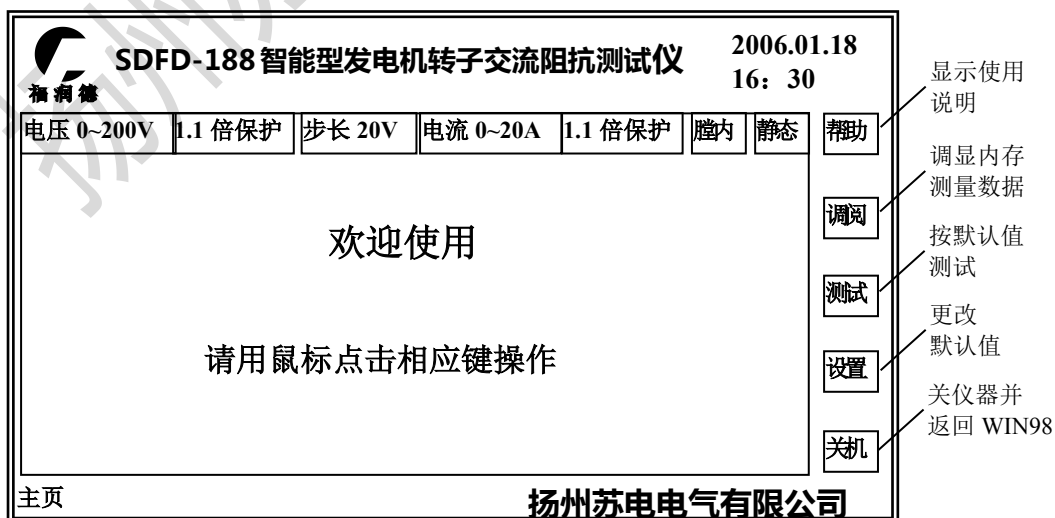 SDFD-188 智能型发电机转子交流阻抗测试仪
2006.01.18
16：30
福润德
电压 0~200V 1.1 倍保护 步长 20V 电流 0~20A 1.1 倍保护 膛内 静态
帮助
显示使用
说明
调阅
调显内存
测量数据
欢迎使用
测试
按默认值
测试
请用鼠标点击相应键操作
设置
更改
默认值
关机
关仪器并
返回 WIN98
主页
扬州苏电电气有限公司